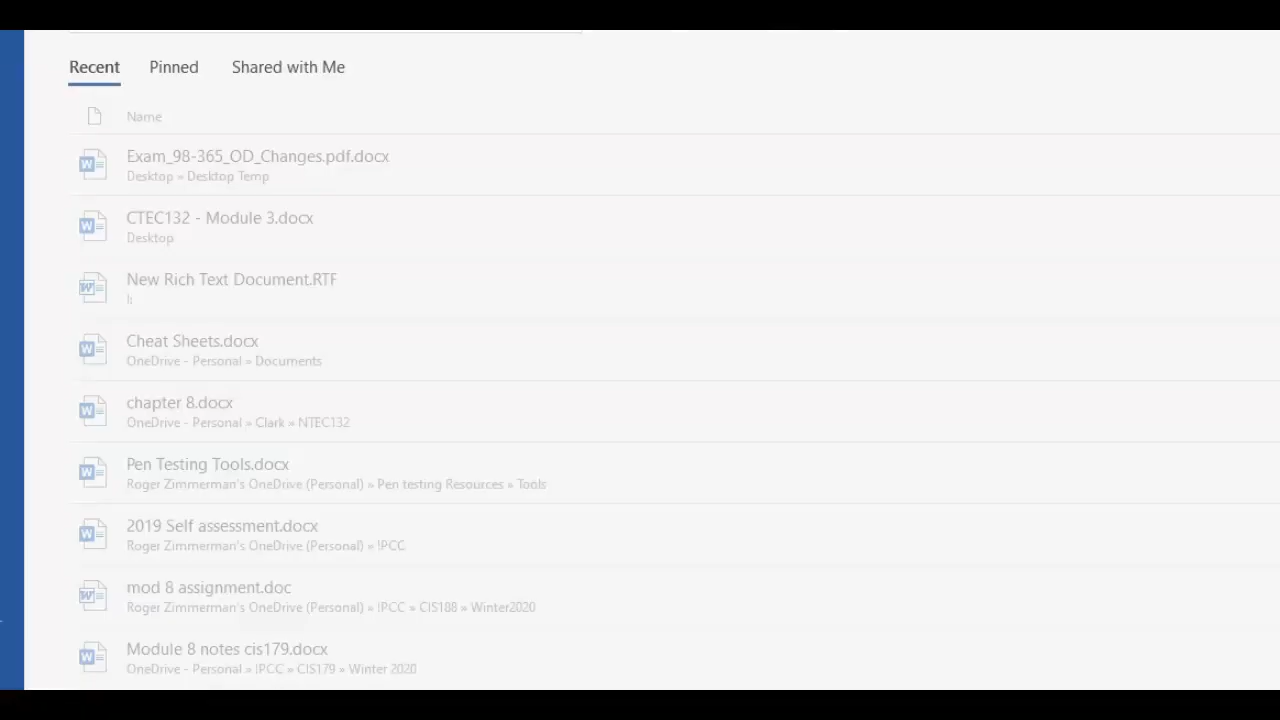 Recent Pinned Shared with Me
Name
Exam_98-365_OD_Changes.pdf.docx
Desktop » Desktop Temp
CTEC132 - Module 3.docx
Desktop
New Rich Text Document.RTF
I:
Cheat Sheets.docx
OneDrive - Personal » Documents
chapter 8.docx
OneDrive - Personal » Clark » NTEC132
Pen Testing Tools.docx
Roger Zimmerman's OneDrive (Personal) » Pen testing Resources » Tools
2019 Self assessment.docx
Roger Zimmerman's OneDrive (Personal) » !PCC
mod 8 assignment.doc
Roger Zimmerman's OneDrive (Personal) » !PCC » CIS188 » Winter2020
Module 8 notes cis179.docx
OneDrive - Personal » !PCC » CIS179 » Winter 2020